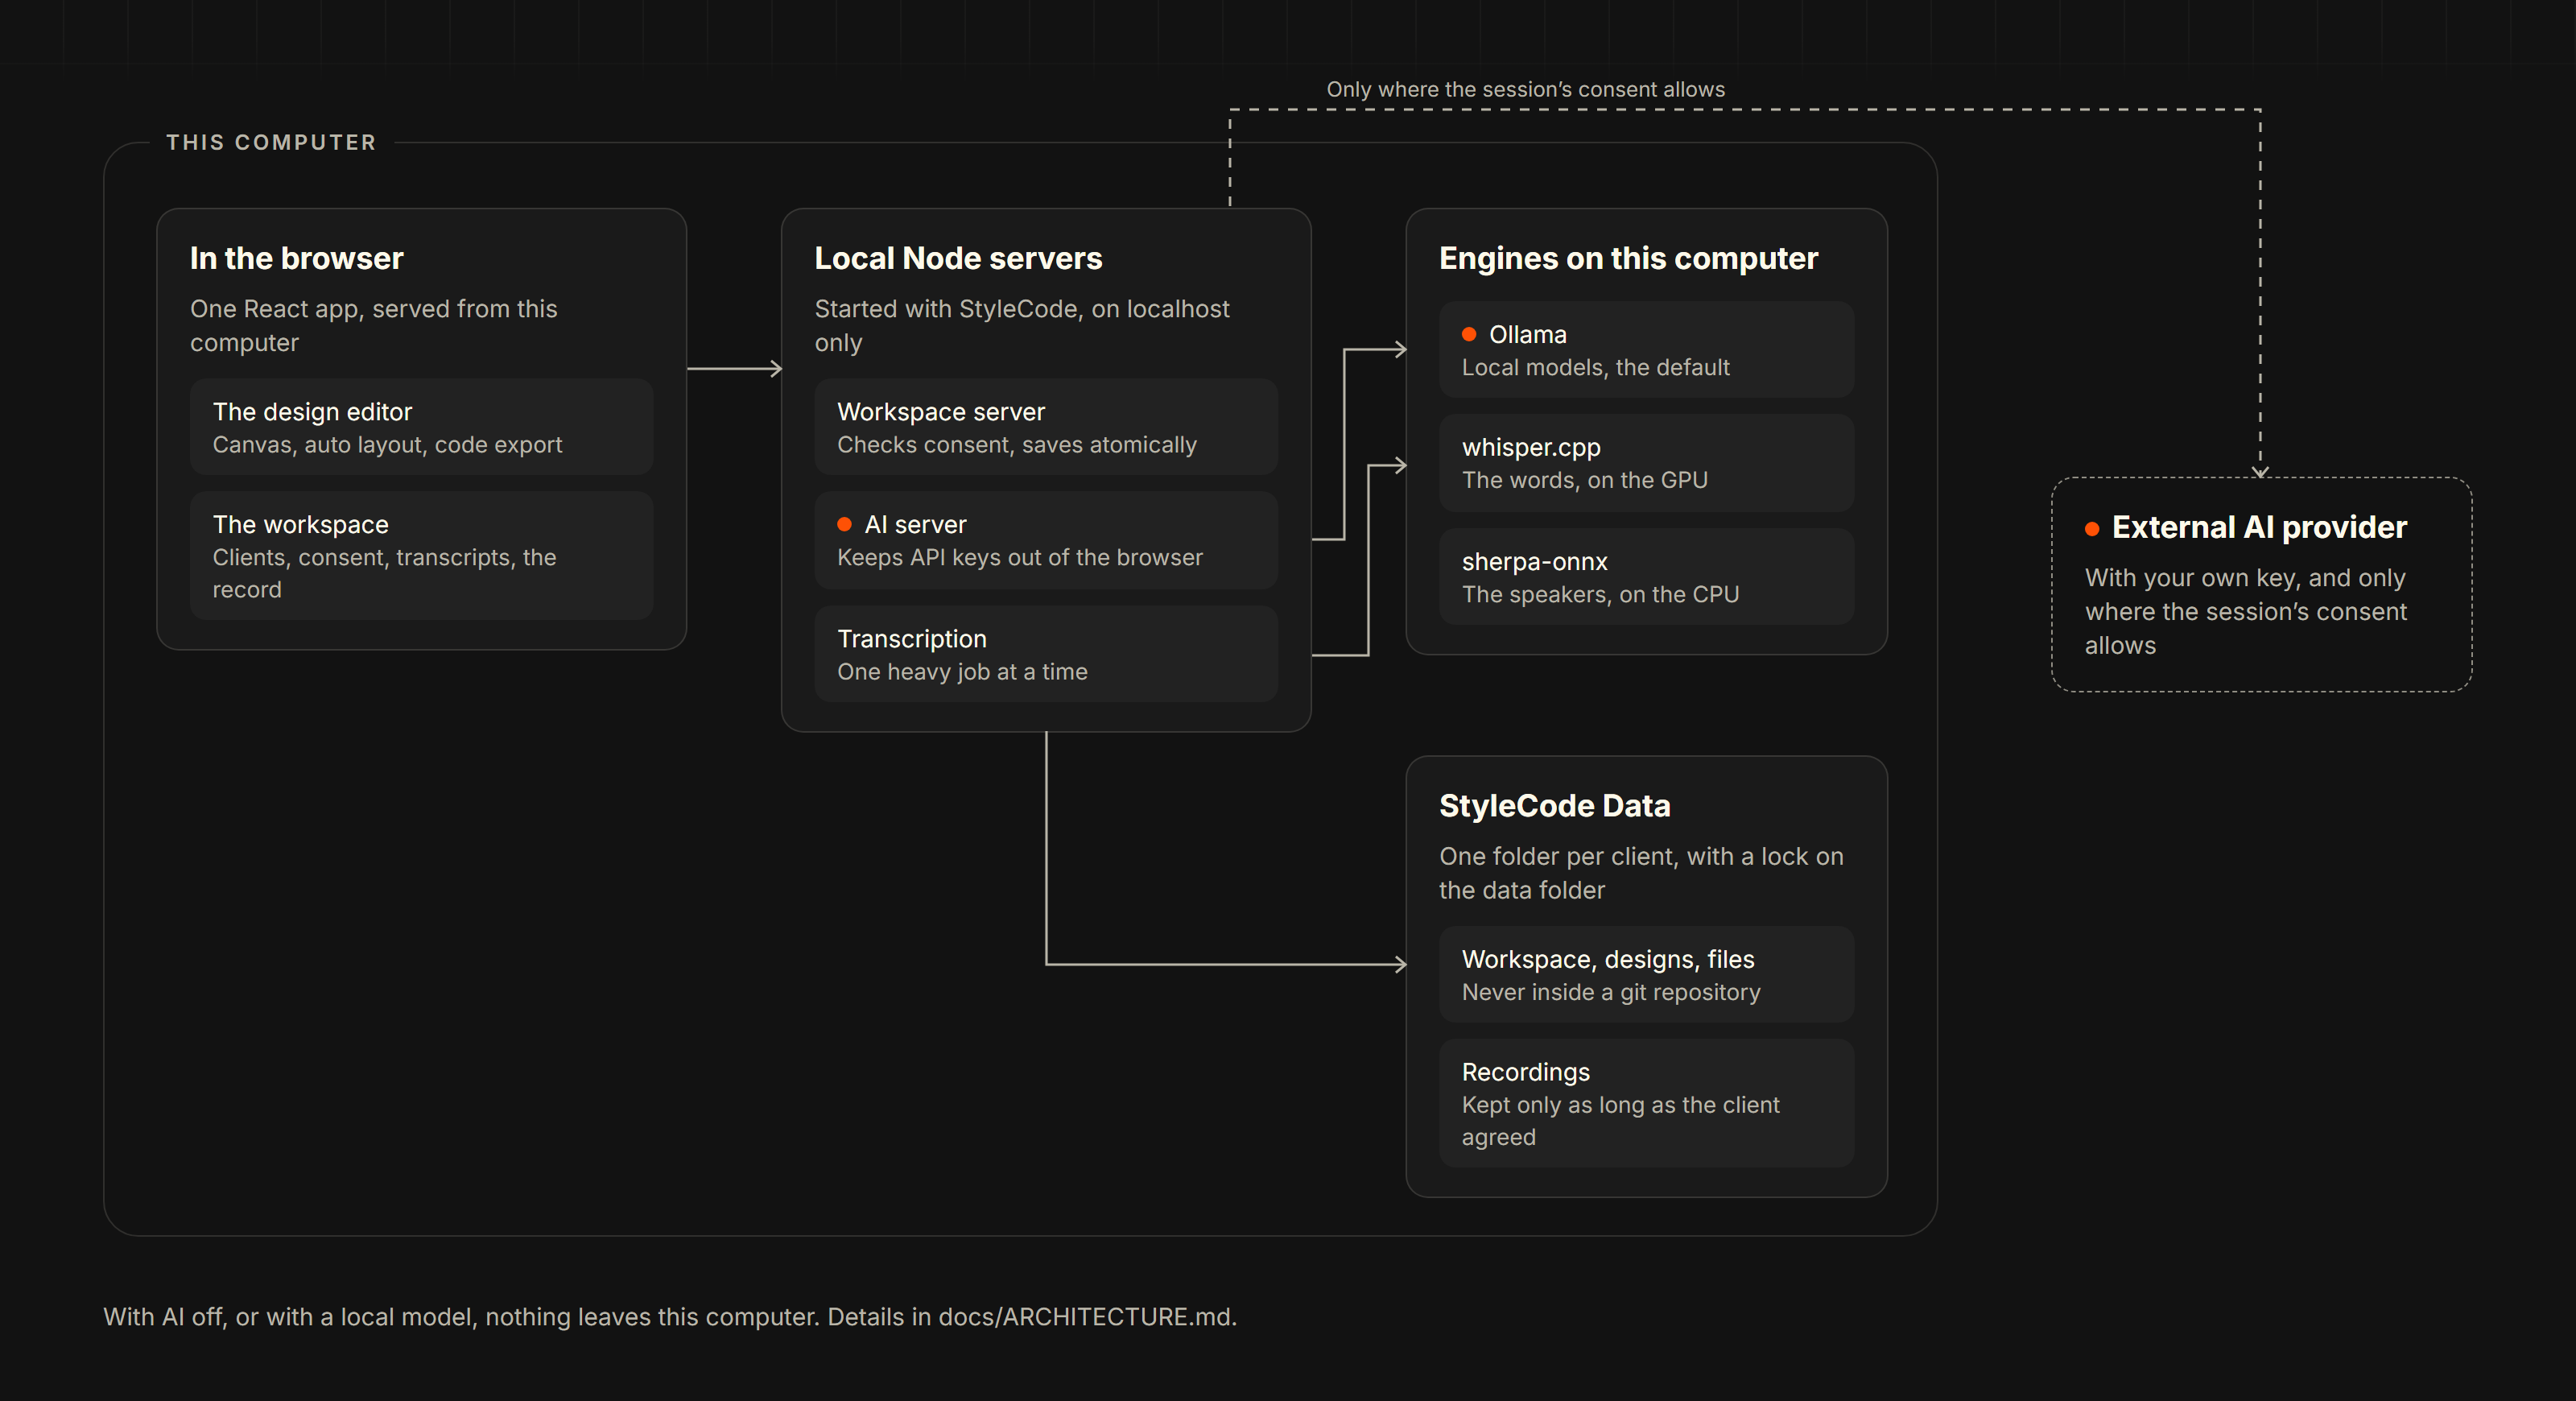 Only where the session’s consent allows
THIS COMPUTER
In the browser
One React app, served from this
computer
The design editor
Canvas, auto layout, code export
The workspace
Clients, consent, transcripts, the
record
Local Node servers
Started with StyleCode, on localhost
only
Workspace server
Checks consent, saves atomically
AI server
Keeps API keys out of the browser
Transcription
One heavy job at a time
Engines on this computer
Ollama
Local models, the default
whisper.cpp
The words, on the GPU
sherpa-onnx
The speakers, on the CPU
StyleCode Data
One folder per client, with a lock on
the data folder
Workspace, designs, files
Never inside a git repository
Recordings
Kept only as long as the client
agreed
External AI provider
With your own key, and only
where the session’s consent
allows
With AI off, or with a local model, nothing leaves this computer. Details in docs/ARCHITECTURE.md.